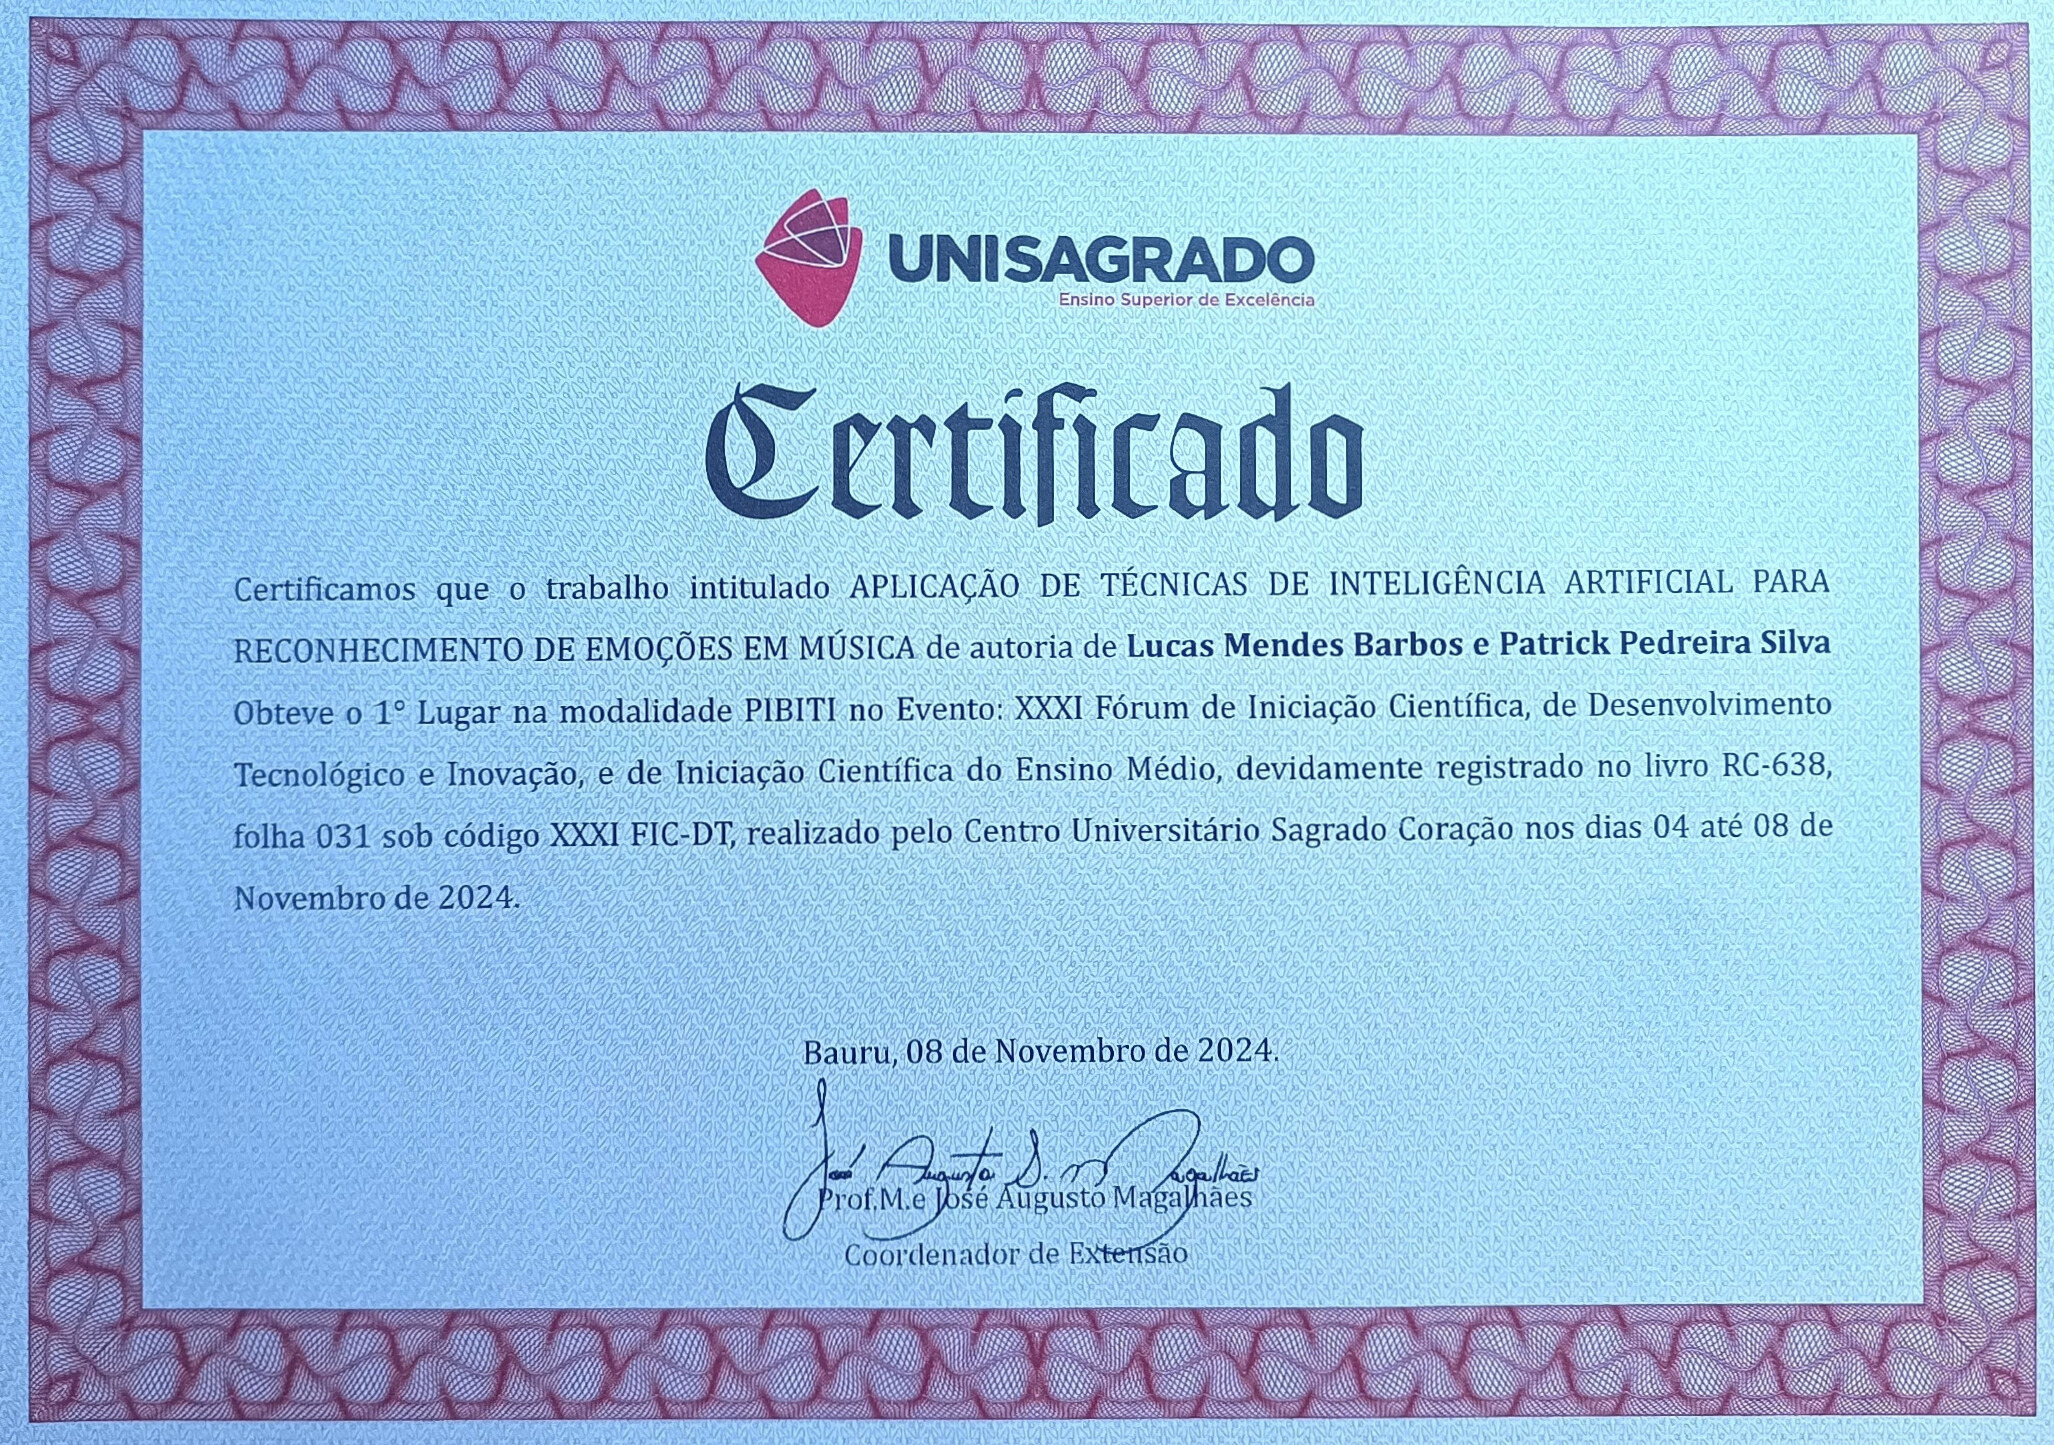 UNISAGRADO
Ensino Superior de Excelência
Certificado
Certificamos que o trabalho intitulado APLICAÇÃO DE TÉCNICAS DE INTELIGÊNCIA ARTIFICIAL PARA
RECONHECIMENTO DE EMOÇÕES EM MÚSICA de autoria de Lucas Mendes Barbos e Patrick Pedreira Silva
Obteve o 1° Lugar na modalidade PIBITI no Evento: XXXI Fórum de Iniciação Científica, de Desenvolvimento
Tecnológico e Inovação, e de Iniciação Científica do Ensino Médio, devidamente registrado no livro RC-638,
folha 031 sob código XXXI FIC-DT, realizado pelo Centro Universitário Sagrado Coração nos dias 04 até 08 de
Novembro de 2024.
Bauru, 08 de Novembro de 2024.
José Augusto S. M. Magalhães
Prof.M.e José Augusto Magalhães
Coordenador de Extensão